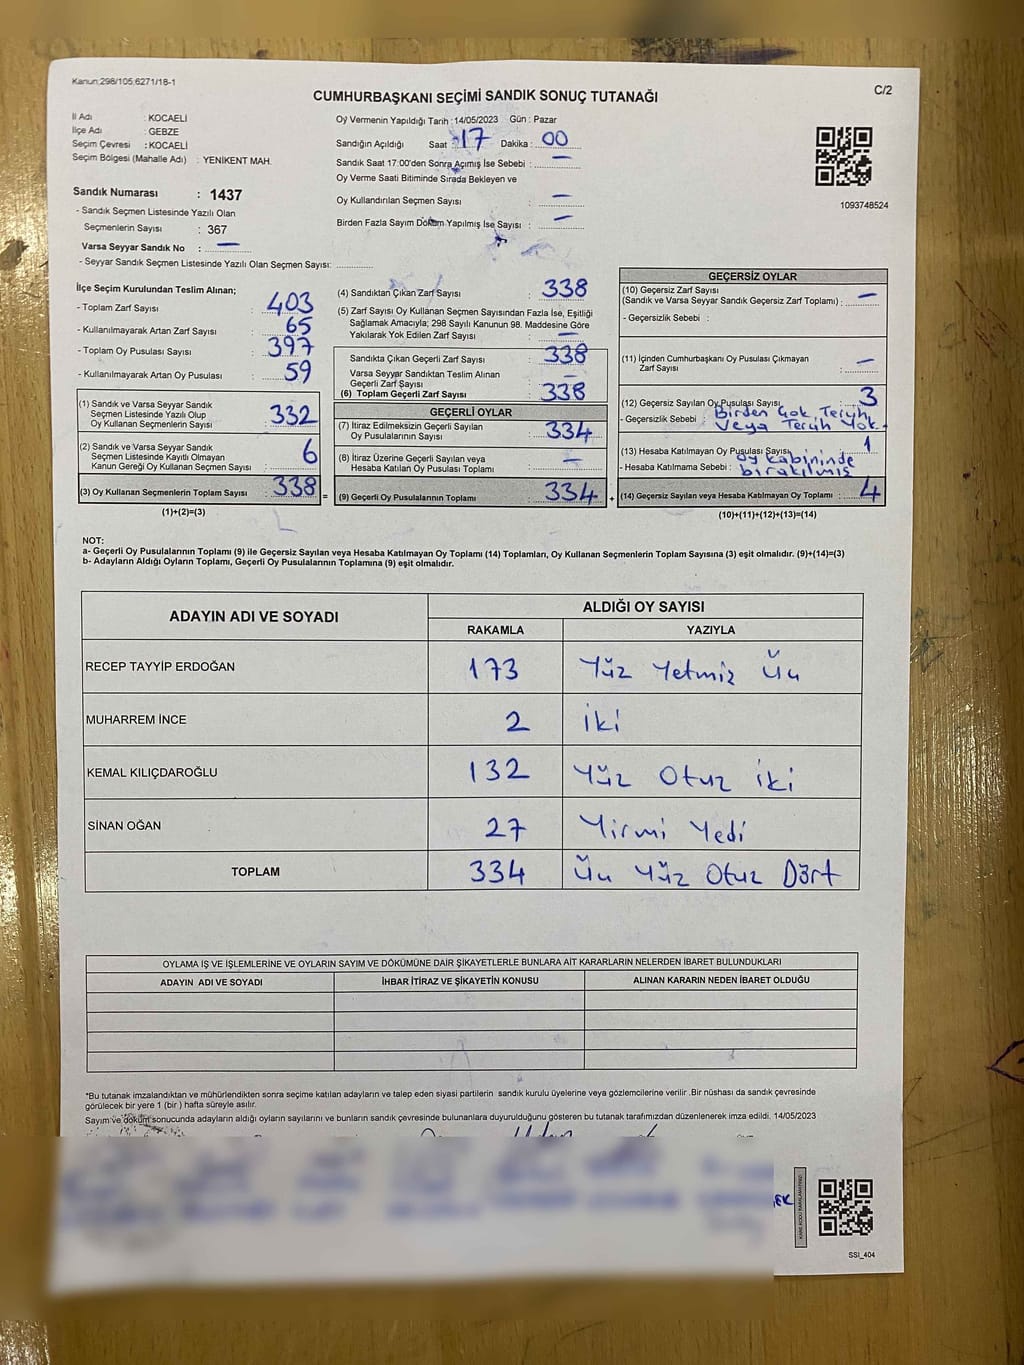 Kanun;298/105,6271/18-1
C/2
CUMHURBAŞKANI SEÇİMİ SANDIK SONUÇ TUTANAĞI
İl Adı : KOCAELİ
İlçe Adı : GEBZE
Seçim Çevresi : KOCAELİ
Seçim Bölgesi (Mahalle Adı) : YENİKENT MAH.
Sandık Numarası : 1437
- Sandık Seçmen Listesinde Yazılı Olan
Seçmenlerin Sayısı : 367
Varsa Seyyar Sandık No : —
- Seyyar Sandık Seçmen Listesinde Yazılı Olan Seçmen Sayısı: ............
Oy Vermenin Yapıldığı Tarih :14/05/2023 Gün : Pazar
Sandığın Açıldığı Saat : 17 Dakika : 00
Sandık Saat 17:00'den Sonra Açımış İse Sebebi : —
Oy Verme Saati Bitiminde Sırada Bekleyen ve
Oy Kullandırılan Seçmen Sayısı : —
Birden Fazla Sayım Döküm Yapılmış İse Sayısı : —
1093748524
İlçe Seçim Kurulundan Teslim Alınan;
- Toplam Zarf Sayısı : 403
- Kullanılmayarak Artan Zarf Sayısı : 65
- Toplam Oy Pusulası Sayısı : 397
- Kullanılmayarak Artan Oy Pusulası : 59
(1) Sandık ve Varsa Seyyar Sandık
Seçmen Listesinde Yazılı Olup
Oy Kullanan Seçmenlerin Sayısı : 332
(2) Sandık ve Varsa Seyyar Sandık
Seçmen Listesinde Kayıtlı Olmayan
Kanun Gereği Oy Kullanan Seçmen Sayısı : 6
(3) Oy Kullanan Seçmenlerin Toplam Sayısı : 338 =
(1)+(2)=(3)
(4) Sandıktan Çıkan Zarf Sayısı : 338
(5) Zarf Sayısı Oy Kullanan Seçmen Sayısından Fazla İse, Eşitliği
Sağlamak Amacıyla; 298 Sayılı Kanunun 98. Maddesine Göre
Yakılarak Yok Edilen Zarf Sayısı : —
Sandıkta Çıkan Geçerli Zarf Sayısı : 338
Varsa Seyyar Sandıktan Teslim Alınan
Geçerli Zarf Sayısı :
(6) Toplam Geçerli Zarf Sayısı : 338
GEÇERLİ OYLAR
(7) İtiraz Edilmeksizin Geçerli Sayılan
Oy Pusulalarının Sayısı : 334
(8) İtiraz Üzerine Geçerli Sayılan veya
Hesaba Katılan Oy Pusulası Toplamı : —
(9) Geçerli Oy Pusulalarının Toplamı : 334 +
GEÇERSİZ OYLAR
(10) Geçersiz Zarf Sayısı
(Sandık ve Varsa Seyyar Sandık Geçersiz Zarf Toplamı) : —
- Geçersizlik Sebebi :
(11) İçinden Cumhurbaşkanı Oy Pusulası Çıkmayan
Zarf Sayısı : —
(12) Geçersiz Sayılan Oy Pusulası Sayısı : 3
- Geçersizlik Sebebi : Birden Çok Tercih
Veya Tercih Yok.
(13) Hesaba Katılmayan Oy Pusulası Sayısı : 1
- Hesaba Katılmama Sebebi : oy kabininde
bırakılmış
(14) Geçersiz Sayılan veya Hesaba Katılmayan Oy Toplamı : 4
(10)+(11)+(12)+(13)=(14)
NOT:
a- Geçerli Oy Pusulalarının Toplamı (9) ile Geçersiz Sayılan veya Hesaba Katılmayan Oy Toplamı (14) Toplamları, Oy Kullanan Seçmenlerin Toplam Sayısına (3) eşit olmalıdır. (9)+(14)=(3)
b- Adayların Aldığı Oyların Toplamı, Geçerli Oy Pusulalarının Toplamına (9) eşit olmalıdır.
ADAYIN ADI VE SOYADI ALDIĞI OY SAYISI
RAKAMLA YAZIYLA
RECEP TAYYİP ERDOĞAN 173 Yüz Yetmiş Üç
MUHARREM İNCE 2 iki
KEMAL KILIÇDAROĞLU 132 Yüz Otuz iki
SİNAN OĞAN 27 Yirmi Yedi
TOPLAM 334 Üç Yüz Otuz Dört
OYLAMA İŞ VE İŞLEMLERİNE VE OYLARIN SAYIM VE DÖKÜMÜNE DAİR ŞİKAYETLERLE BUNLARA AİT KARARLARIN NELERDEN İBARET BULUNDUKLARI
ADAYIN ADI VE SOYADI İHBAR İTİRAZ VE ŞİKAYETİN KONUSU ALINAN KARARIN NEDEN İBARET OLDUĞU
*Bu tutanak imzalandıktan ve mühürlendikten sonra seçime katılan adayların ve talep eden siyasi partilerin sandık kurulu üyelerine veya gözlemcilerine verilir .Bir nüshası da sandık çevresinde
görülecek bir yere 1 (bir ) hafta süreyle asılır.
Sayım ve döküm sonucunda adayların aldığı oyların sayılarını ve bunların sandık çevresinde bulunanlara duyurulduğunu gösteren bu tutanak tarafımızdan düzenlenerek imza edildi. 14/05/2023
SSİ_404